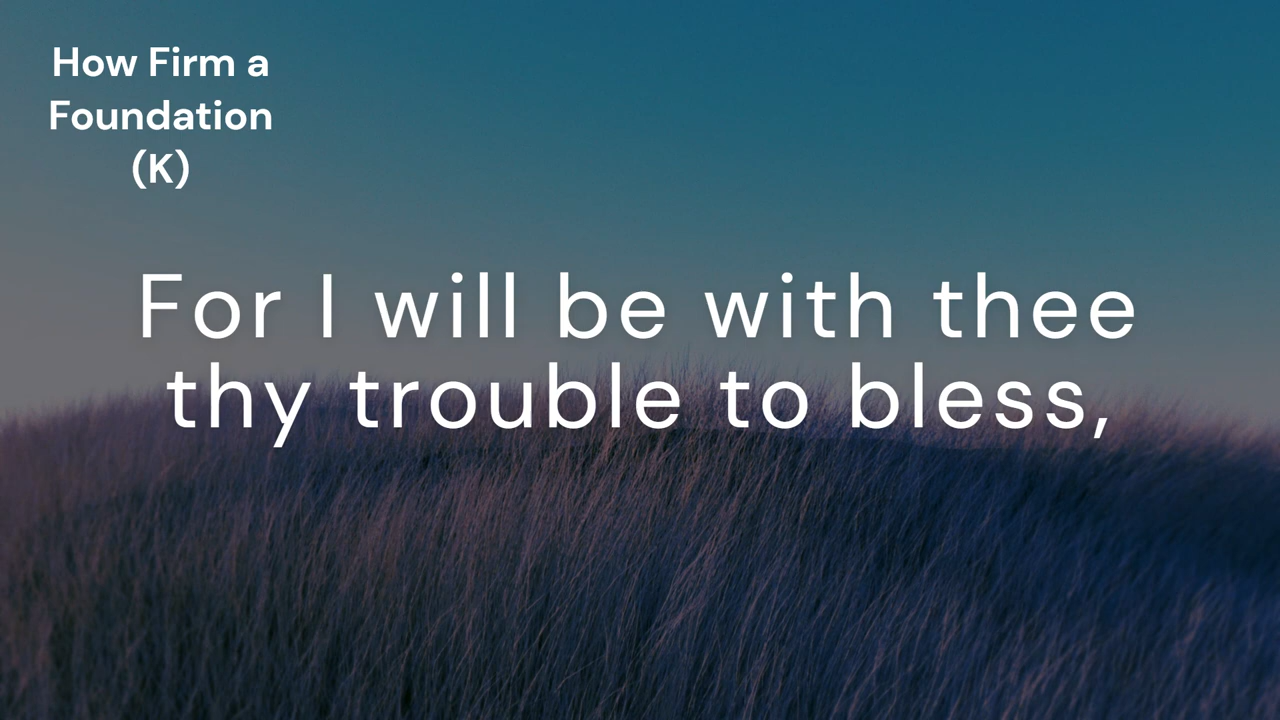 How Firm a
Foundation
(K)
For I will be with thee
thy trouble to bless,